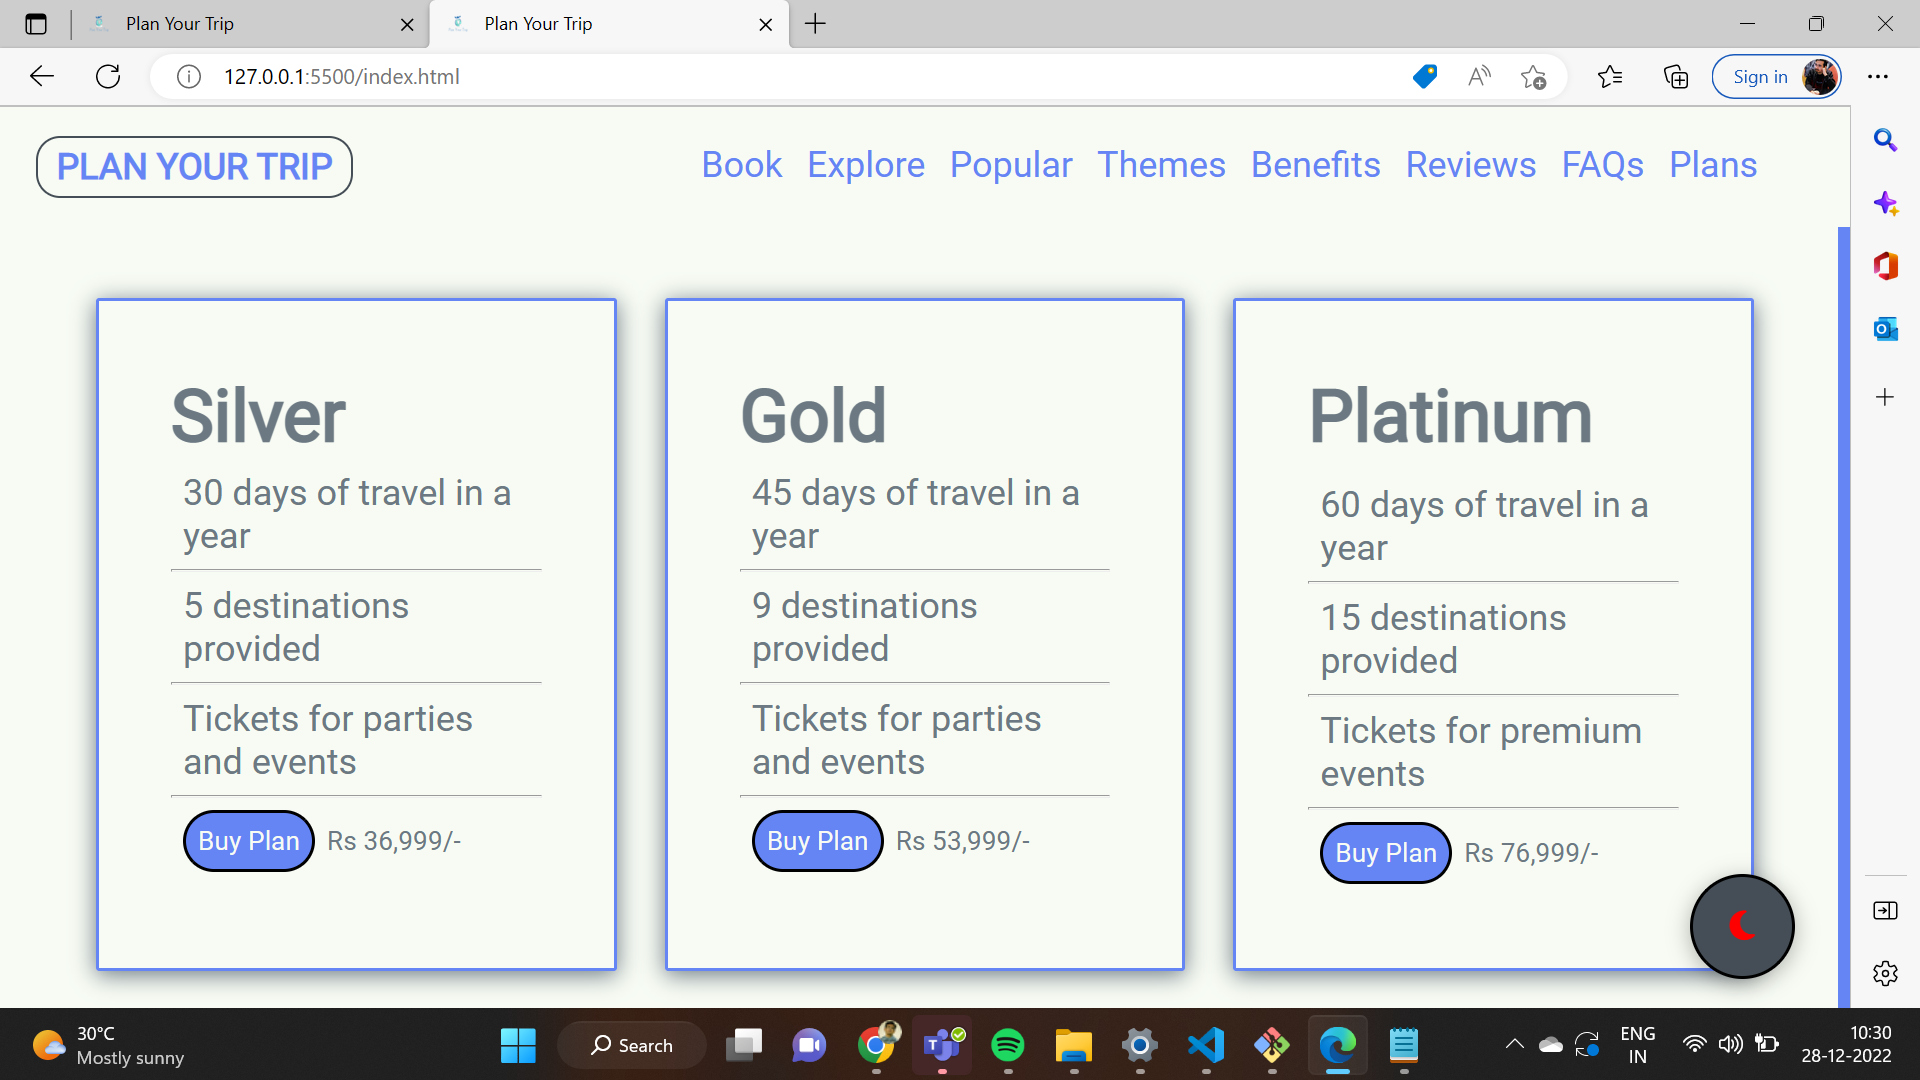 Plan Your Trip
Plan Your Trip
127.0.0.1:5500/index.html
Sign in
PLAN YOUR TRIP
Book Explore Popular Themes Benefits Reviews FAQs Plans
Silver
30 days of travel in a
year
5 destinations
provided
Tickets for parties
and events
Buy Plan Rs 36,999/-
Gold
45 days of travel in a
year
9 destinations
provided
Tickets for parties
and events
Buy Plan Rs 53,999/-
Platinum
60 days of travel in a
year
15 destinations
provided
Tickets for premium
events
Buy Plan Rs 76,999/-
30°C
Mostly sunny
Search
ENG
IN
10:30
28-12-2022